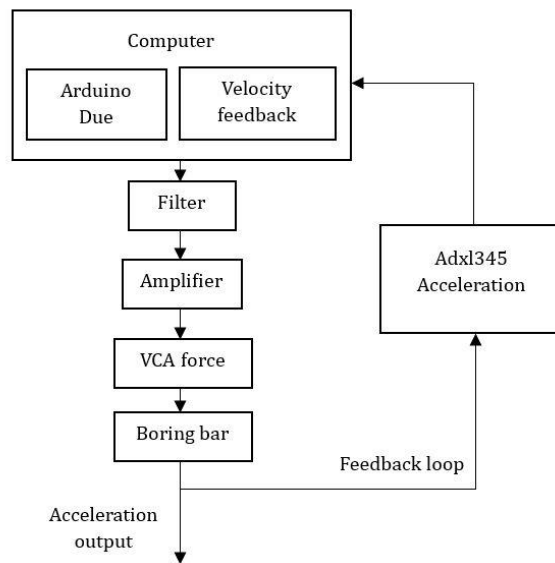 Computer
Arduino
Due
Velocity
feedback
Filter
Amplifier
VCA force
Boring bar
Adxl345
Acceleration
Feedback loop
Acceleration
output